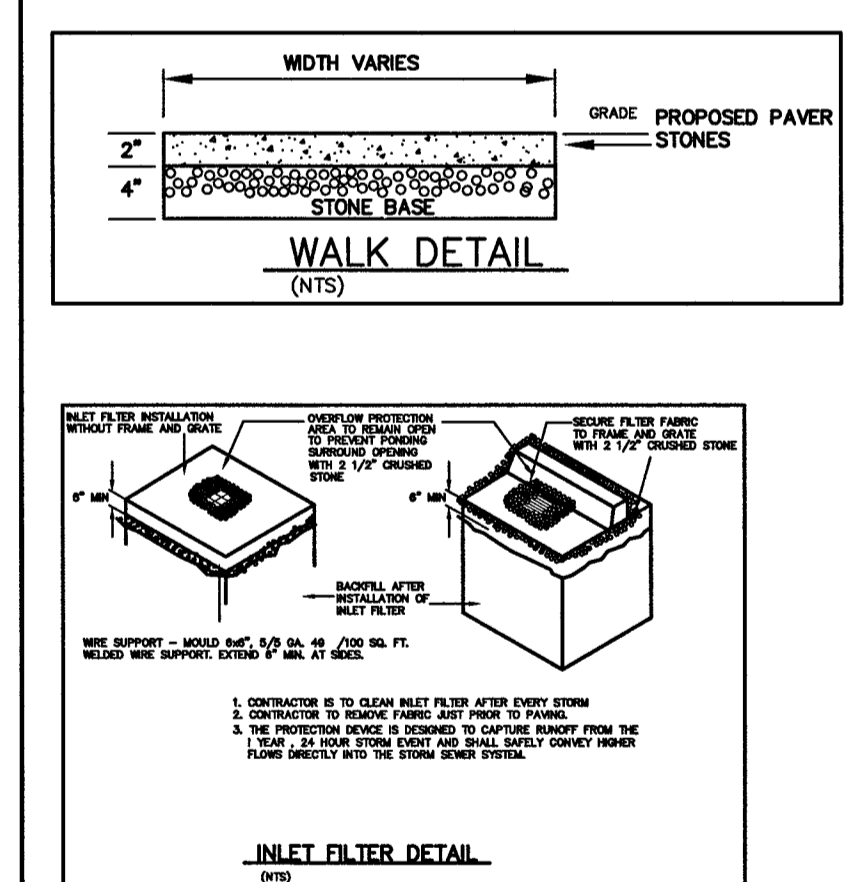 WIDTH VARIES
GRADE PROPOSED PAVER
STONES
2"
4"
STONE BASE
WALK DETAIL
(NTS)
INLET FILTER INSTALLATION
WITHOUT FRAME AND GRATE
OVERFLOW PROTECTION
AREA TO REMAIN OPEN
TO PREVENT PONDING
SURROUND OPENING
WITH 2 1/2" CRUSHED
STONE
SECURE FILTER FABRIC
TO FRAME AND GRATE
WITH 2 1/2" CRUSHED STONE
6" MIN
6" MIN
BACKFILL AFTER
INSTALLATION OF
INLET FILTER
WIRE SUPPORT - MOULD 6x6", 5/5 GA. 49 /100 SQ. FT.
WELDED WIRE SUPPORT. EXTEND 6" MIN. AT SIDES.
1. CONTRACTOR IS TO CLEAN INLET FILTER AFTER EVERY STORM
2. CONTRACTOR TO REMOVE FABRIC JUST PRIOR TO PAVING.
3. THE PROTECTION DEVICE IS DESIGNED TO CAPTURE RUNOFF FROM THE
1 YEAR , 24 HOUR STORM EVENT AND SHALL SAFELY CONVEY HIGHER
FLOWS DIRECTLY INTO THE STORM SEWER SYSTEM.
INLET FILTER DETAIL
(NTS)